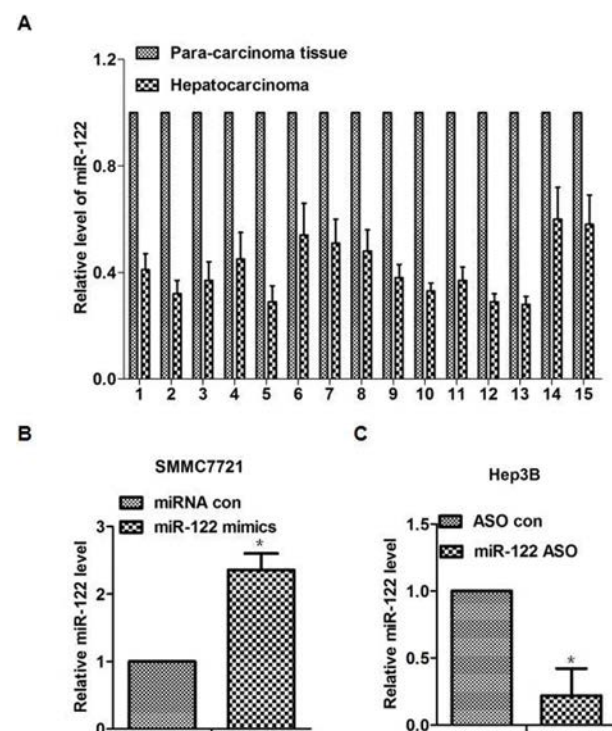 A
Para-carcinoma tissue
Hepatocarcinoma
Relative level of miR-122
1.2
0.8
0.4
0.0
1 2 3 4 5 6 7 8 9 10 11 12 13 14 15
B
SMMC7721
miRNA con
miR-122 mimics
Relative miR-122 level
3
2
1
0
*
C
Hep3B
ASO con
miR-122 ASO
Relative miR-122 level
1.5
1.0
0.5
0.0
*